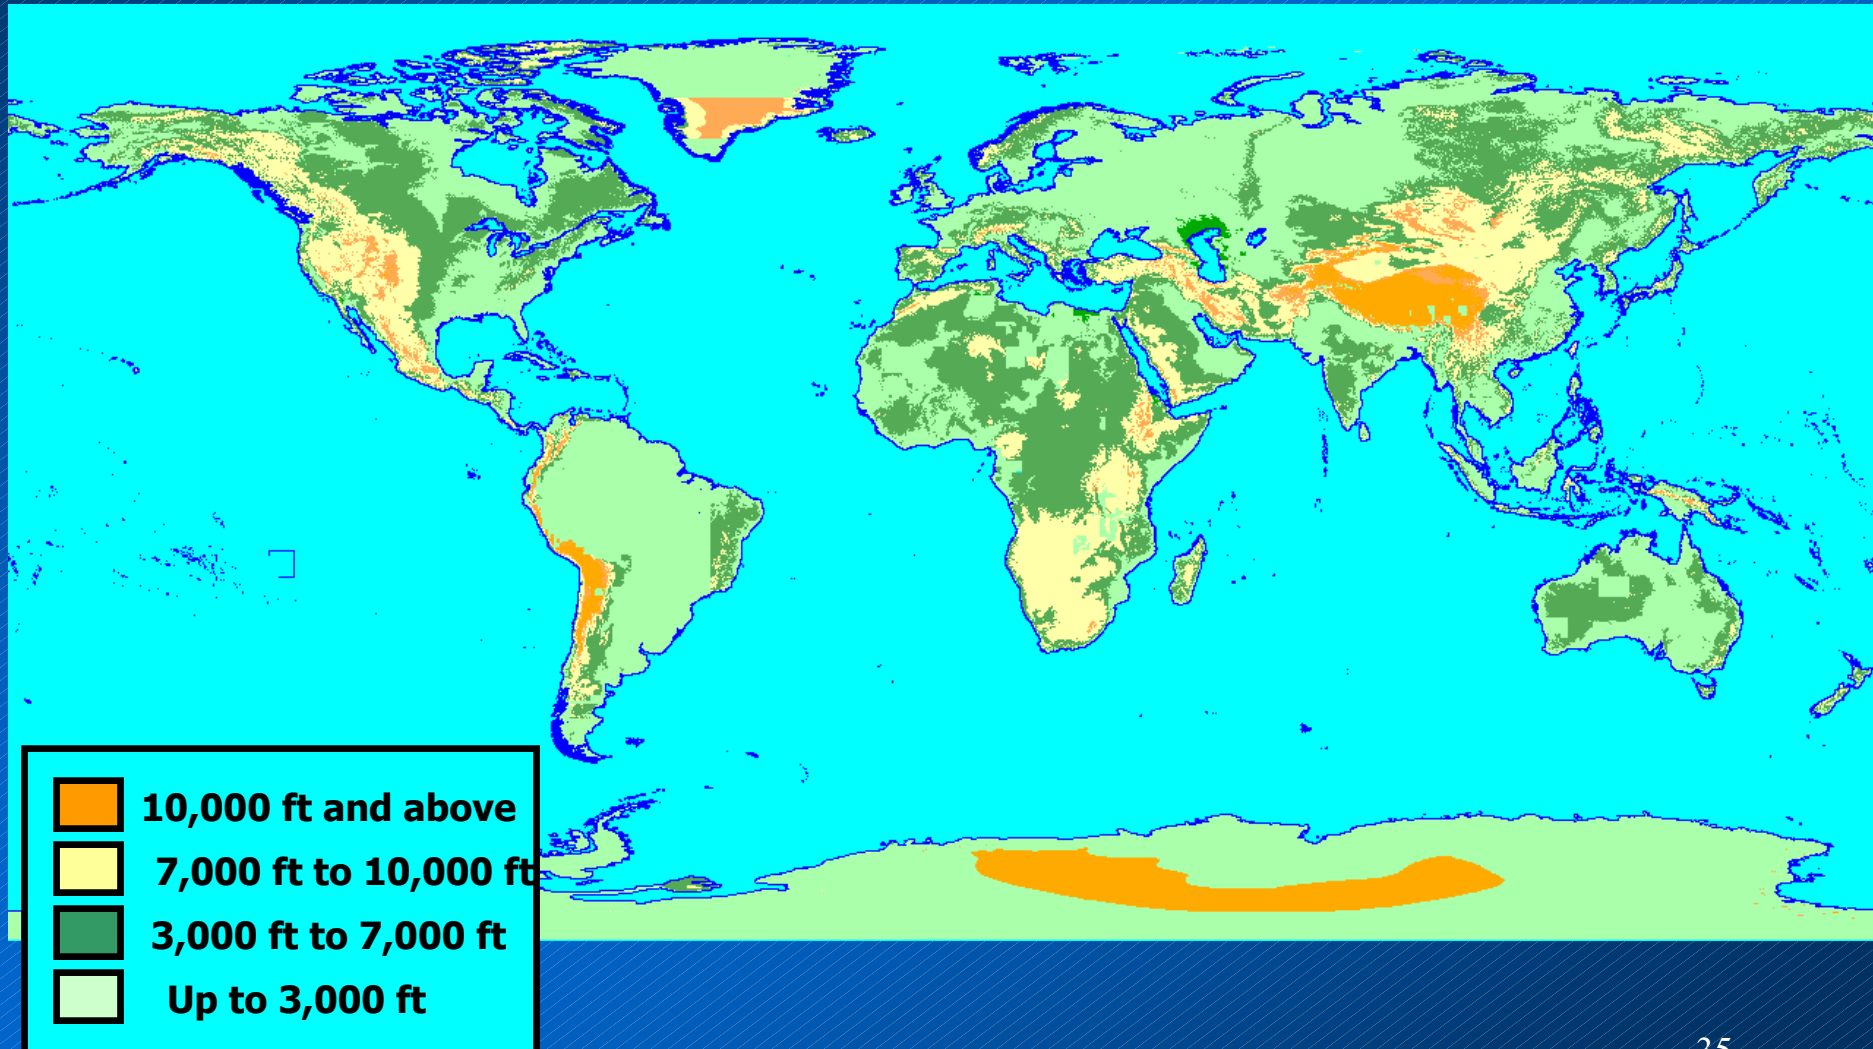 10,000 ft and above
7,000 ft to 10,000 ft
3,000 ft to 7,000 ft
Up to 3,000 ft
25